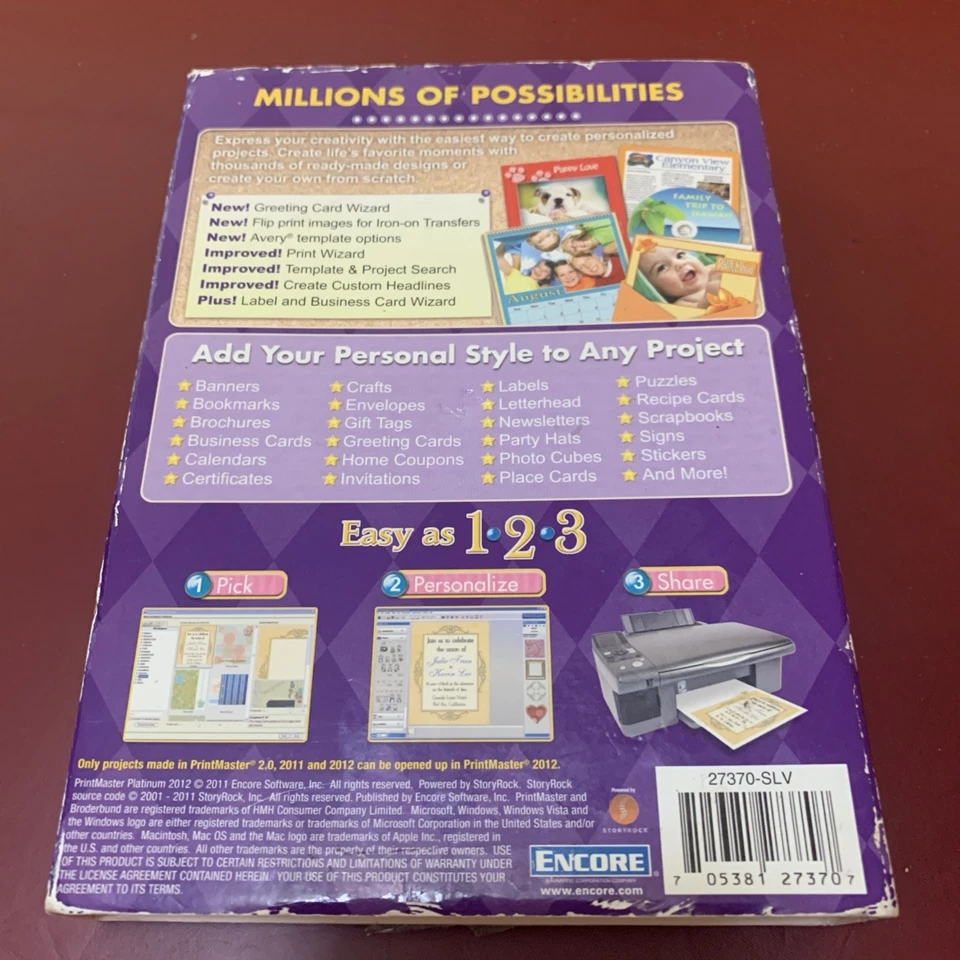 MILLIONS OF POSSIBILITIES
Express your creativity with the easiest way to create personalized
projects. Create life's favorite moments with
thousands of ready-made designs or
create your own from scratch.
New! Greeting Card Wizard
New! Flip print images for Iron-on Transfers
New! Avery® template options
Improved! Print Wizard
Improved! Template & Project Search
Improved! Create Custom Headlines
Plus! Label and Business Card Wizard
Puppy Love
Canyon View
Elementary
FAMILY
TRIP TO
HAWAII
August
Add Your Personal Style to Any Project
Banners
Bookmarks
Brochures
Business Cards
Calendars
Certificates
Crafts
Envelopes
Gift Tags
Greeting Cards
Home Coupons
Invitations
Labels
Letterhead
Newsletters
Party Hats
Photo Cubes
Place Cards
Puzzles
Recipe Cards
Scrapbooks
Signs
Stickers
And More!
Easy as 1•2•3
1 Pick
2 Personalize
3 Share
Join us to celebrate
the union of
Only projects made in PrintMaster® 2.0, 2011 and 2012 can be opened up in PrintMaster® 2012.
PrintMaster Platinum 2012 © 2011 Encore Software, Inc. All rights reserved. Powered by StoryRock. StoryRock
source code © 2001 - 2011 StoryRock, Inc. All rights reserved. Published by Encore Software, Inc. PrintMaster and
Broderbund are registered trademarks of HMH Consumer Company Limited. Microsoft, Windows, Windows Vista and
the Windows logo are either registered trademarks or trademarks of Microsoft Corporation in the United States and/or
other countries. Macintosh, Mac OS and the Mac logo are trademarks of Apple Inc., registered in
the U.S. and other countries. All other trademarks are the property of their respective owners. USE
OF THIS PRODUCT IS SUBJECT TO CERTAIN RESTRICTIONS AND LIMITATIONS OF WARRANTY UNDER
THE LICENSE AGREEMENT CONTAINED HEREIN. YOUR USE OF THIS PRODUCT CONSTITUTES YOUR
AGREEMENT TO ITS TERMS.
Powered by
STORYROCK
ENCORE
www.encore.com
27370-SLV
7 05381 27370 7